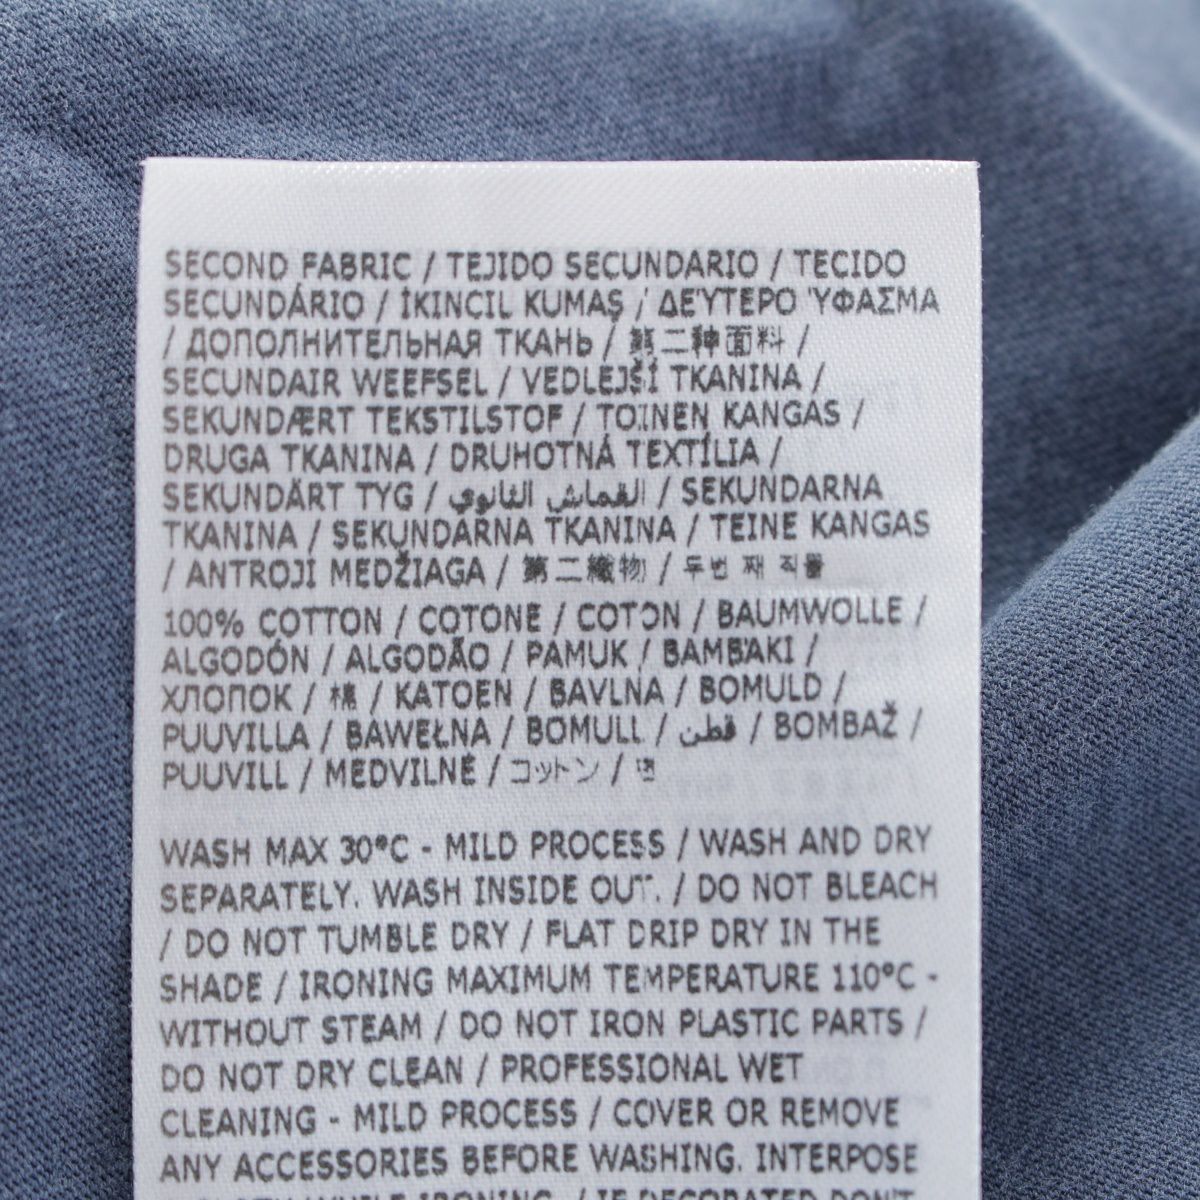 SECOND FABRIC / TEJIDO SECUNDARIO / TECIDO
SECUNDÁRIO / İKINCIL KUMAŞ / ΔΕΎΤΕΡΟ ΎΦΑΣΜΑ
/ ДОПОЛНИТЕЛЬНАЯ ТКАНЬ / 第二种面料 /
SECUNDAIR WEEFSEL / VEDLEJŠÍ TKANINA /
SEKUNDÆRT TEKSTILSTOF / TOINEN KANGAS /
DRUGA TKANINA / DRUHOTNÁ TEXTÍLIA /
SEKUNDÄRT TYG / القماش الثانوي / SEKUNDARNA
TKANINA / SEKUNDARNA TKANINA / TEINE KANGAS
/ ANTROJI MEDŽIAGA / 第二織物 / 두번 째 직물
100% COTTON / COTONE / COTON / BAUMWOLLE /
ALGODÓN / ALGODÃO / PAMUK / ΒΑΜΒΆΚΙ /
ХЛОПОК / 棉 / KATOEN / BAVLNA / BOMULD /
PUUVILLA / BAWEŁNA / BOMULL / قطن / BOMBAŽ /
PUUVILL / MEDVILNĖ / コットン / 면
WASH MAX 30°C - MILD PROCESS / WASH AND DRY
SEPARATELY. WASH INSIDE OUT. / DO NOT BLEACH
/ DO NOT TUMBLE DRY / FLAT DRIP DRY IN THE
SHADE / IRONING MAXIMUM TEMPERATURE 110°C -
WITHOUT STEAM / DO NOT IRON PLASTIC PARTS /
DO NOT DRY CLEAN / PROFESSIONAL WET
CLEANING - MILD PROCESS / COVER OR REMOVE
ANY ACCESSORIES BEFORE WASHING. INTERPOSE
WHILE IRONING. / IF DECORATED DON'T